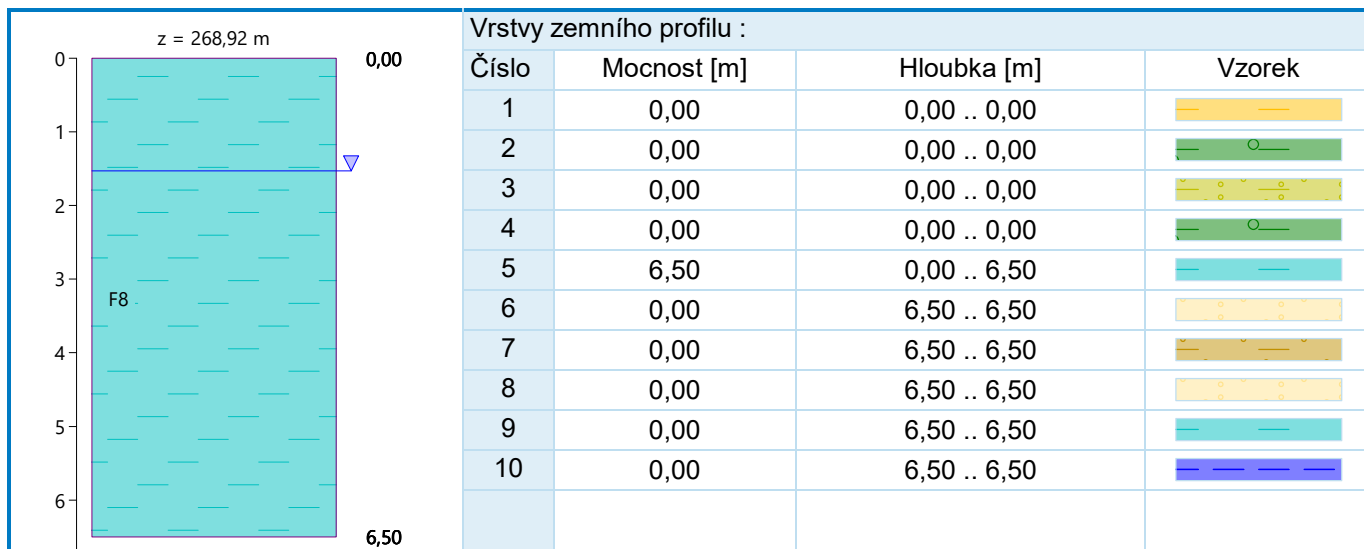 z = 268,92 m
0
0,00
1
2
3
F8
4
5
6
6,50
Vrstvy zemního profilu :
Číslo Mocnost [m] Hloubka [m] Vzorek
1 0,00 0,00 .. 0,00
2 0,00 0,00 .. 0,00
3 0,00 0,00 .. 0,00
4 0,00 0,00 .. 0,00
5 6,50 0,00 .. 6,50
6 0,00 6,50 .. 6,50
7 0,00 6,50 .. 6,50
8 0,00 6,50 .. 6,50
9 0,00 6,50 .. 6,50
10 0,00 6,50 .. 6,50